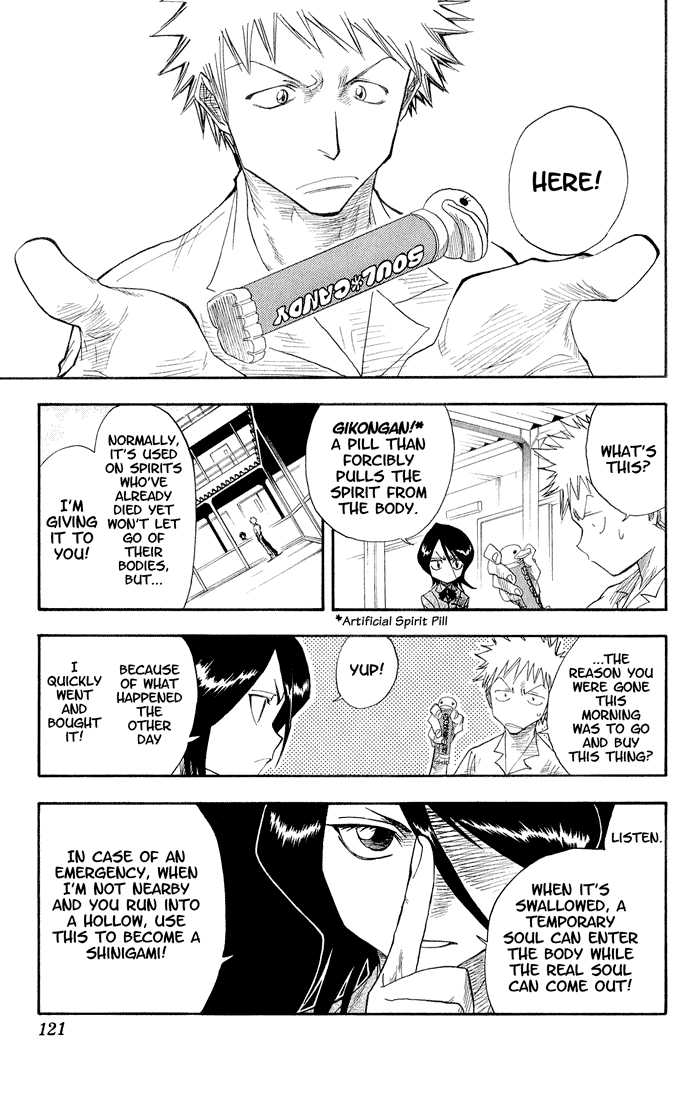 HERE!
SOUL*CANDY
WHAT'S
THIS?
GIKONGAN!*
A PILL THAN
FORCIBLY
PULLS THE
SPIRIT FROM
THE BODY.
*Artificial Spirit Pill
NORMALLY,
IT'S USED
ON SPIRITS
WHO'VE
ALREADY
DIED YET
WON'T LET
GO OF
THEIR
BODIES,
BUT...
I'M
GIVING
IT TO
YOU!
...THE
REASON YOU
WERE GONE
THIS
MORNING
WAS TO GO
AND BUY
THIS THING?
YUP!
BECAUSE
OF WHAT
HAPPENED
THE
OTHER
DAY
I
QUICKLY
WENT
AND
BOUGHT
IT!
LISTEN.
WHEN IT'S
SWALLOWED, A
TEMPORARY
SOUL CAN ENTER
THE BODY WHILE
THE REAL SOUL
CAN COME OUT!
IN CASE OF AN
EMERGENCY, WHEN
I'M NOT NEARBY
AND YOU RUN INTO
A HOLLOW, USE
THIS TO BECOME A
SHINIGAMI!
121